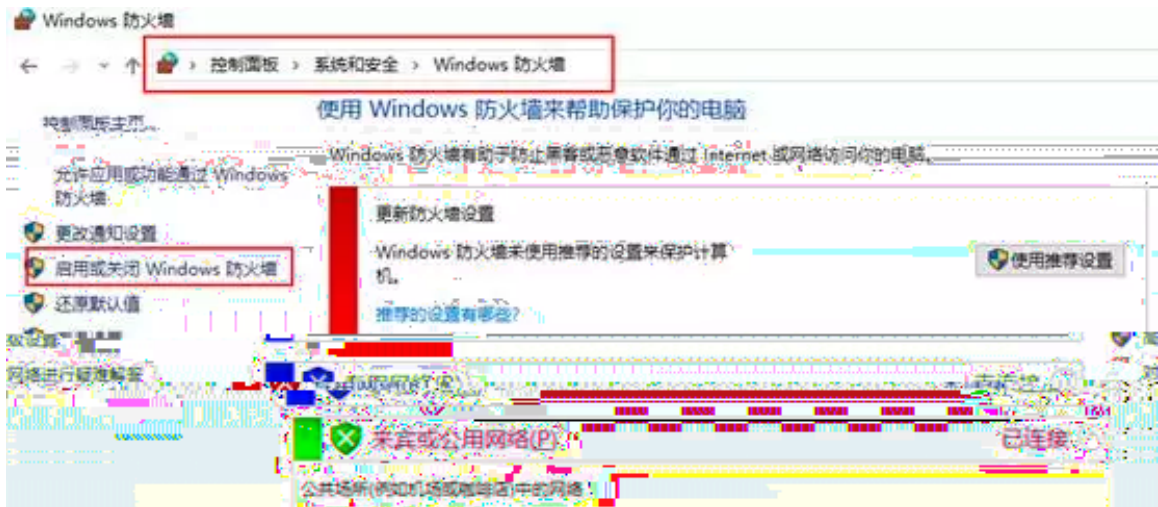 Windows 防火墙
控制面板 › 系统和安全 › Windows 防火墙
控制面板主页
使用 Windows 防火墙来帮助保护你的电脑
Windows 防火墙有助于防止黑客或恶意软件通过 Internet 或网络访问你的电脑。
允许应用或功能通过 Windows
防火墙
更改通知设置
启用或关闭 Windows 防火墙
还原默认值
更新防火墙设置
Windows 防火墙未使用推荐的设置来保护计算
机。
使用推荐设置
推荐的设置有哪些?
网络进行疑难解答
来宾或公用网络(P)
已连接
公共场所(例如机场或咖啡店)中的网络